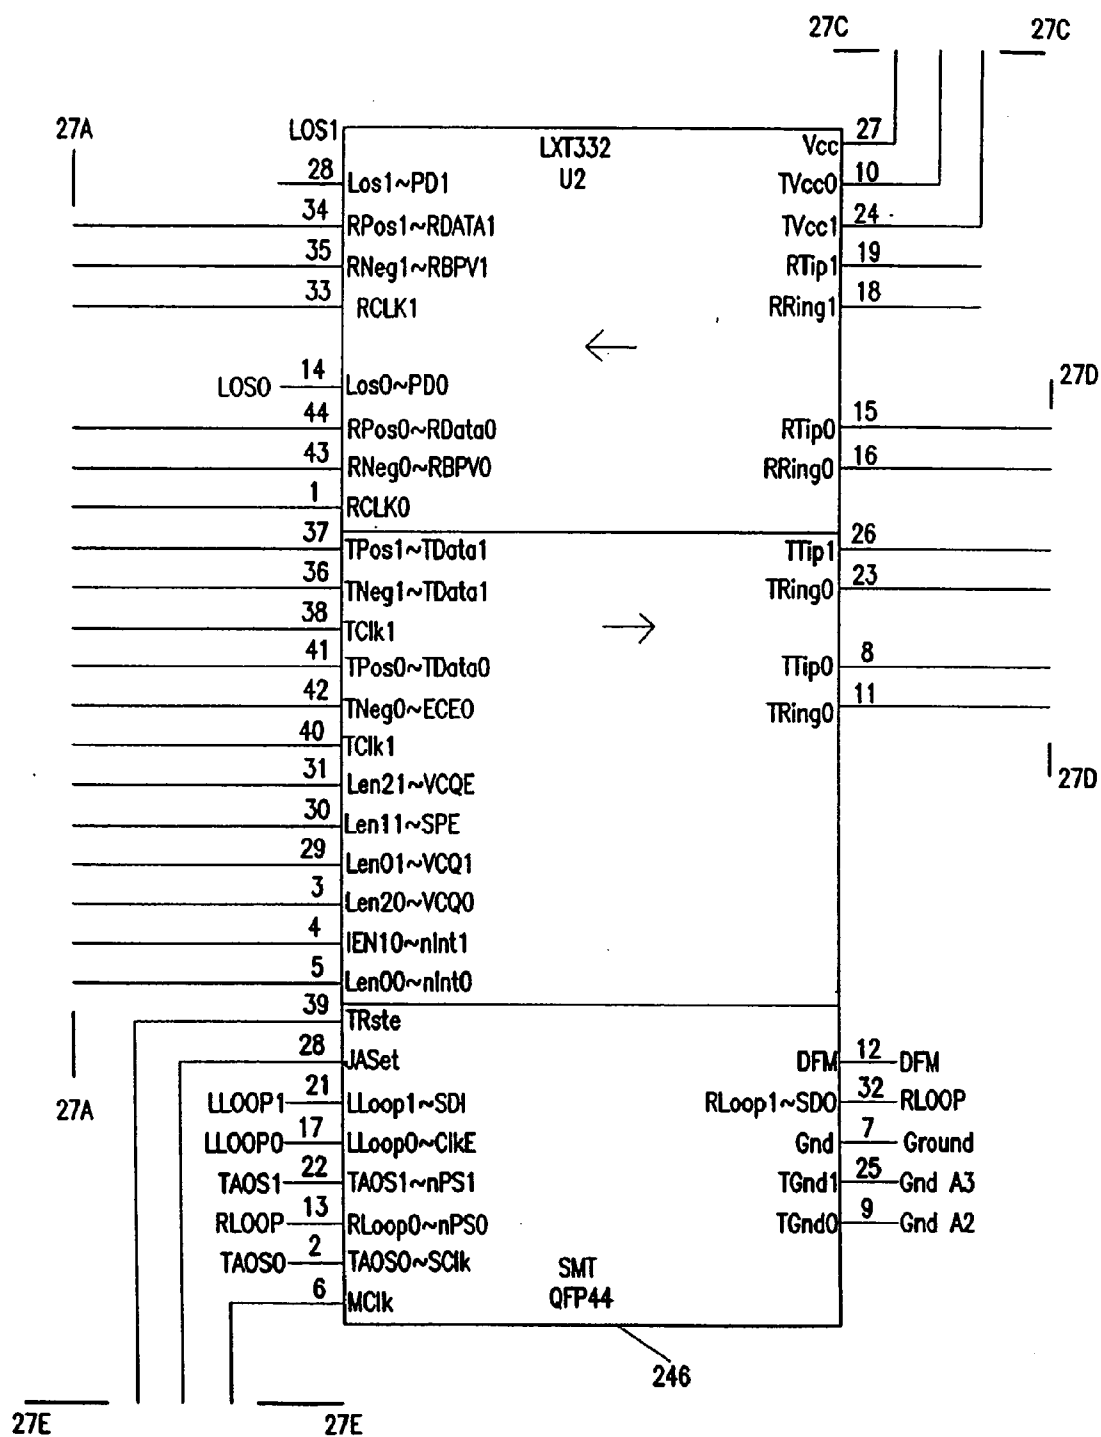 27C 27C
27A LOS1 LXT332 Vcc 27
U2
28 Los1~PD1 TVcc0 10
34 RPos1~RDATA1 TVcc1 24
35 RNeg1~RBPV1 RTip1 19
33 RCLK1 RRing1 18
27D
LOS0 14 Los0~PD0
44 RPos0~RData0 RTip0 15
43 RNeg0~RBPV0 RRing0 16
1 RCLK0
37 TPos1~TData1 TTip1 26
36 TNeg1~TData1 TRing0 23
38 TClk1
41 TPos0~TData0 TTip0 8
42 TNeg0~ECE0 TRing0 11
40 TClk1
27D
31 Len21~VCQE
30 Len11~SPE
29 Len01~VCQ1
3 Len20~VCQ0
4 lEN10~nInt1
5 Len00~nInt0
39 TRste
28 JASet DFM 12 DFM
27A
LLOOP1 21 LLoop1~SDI RLoop1~SD0 32 RLOOP
LLOOP0 17 LLoop0~ClkE Gnd 7 Ground
TAOS1 22 TAOS1~nPS1 TGnd1 25 Gnd A3
RLOOP 13 RLoop0~nPS0 TGnd0 9 Gnd A2
TAOS0 2 TAOS0~SClk
6 MClk
SMT
QFP44
246
27E 27E